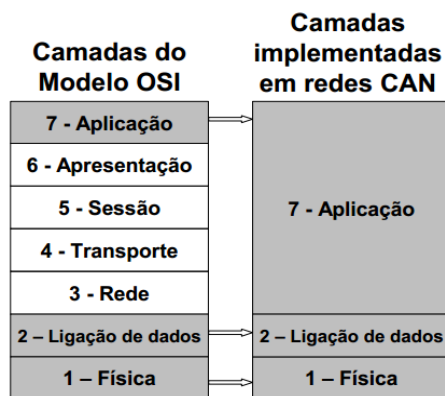 Camadas do
Modelo OSI
7 - Aplicação
6 - Apresentação
5 - Sessão
4 - Transporte
3 - Rede
2 – Ligação de dados
1 – Física
Camadas
implementadas
em redes CAN
7 - Aplicação
2 – Ligação de dados
1 – Física